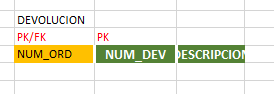 DEVOLUCION
PK/FK PK
NUM_ORD NUM_DEV DESCRIPCION